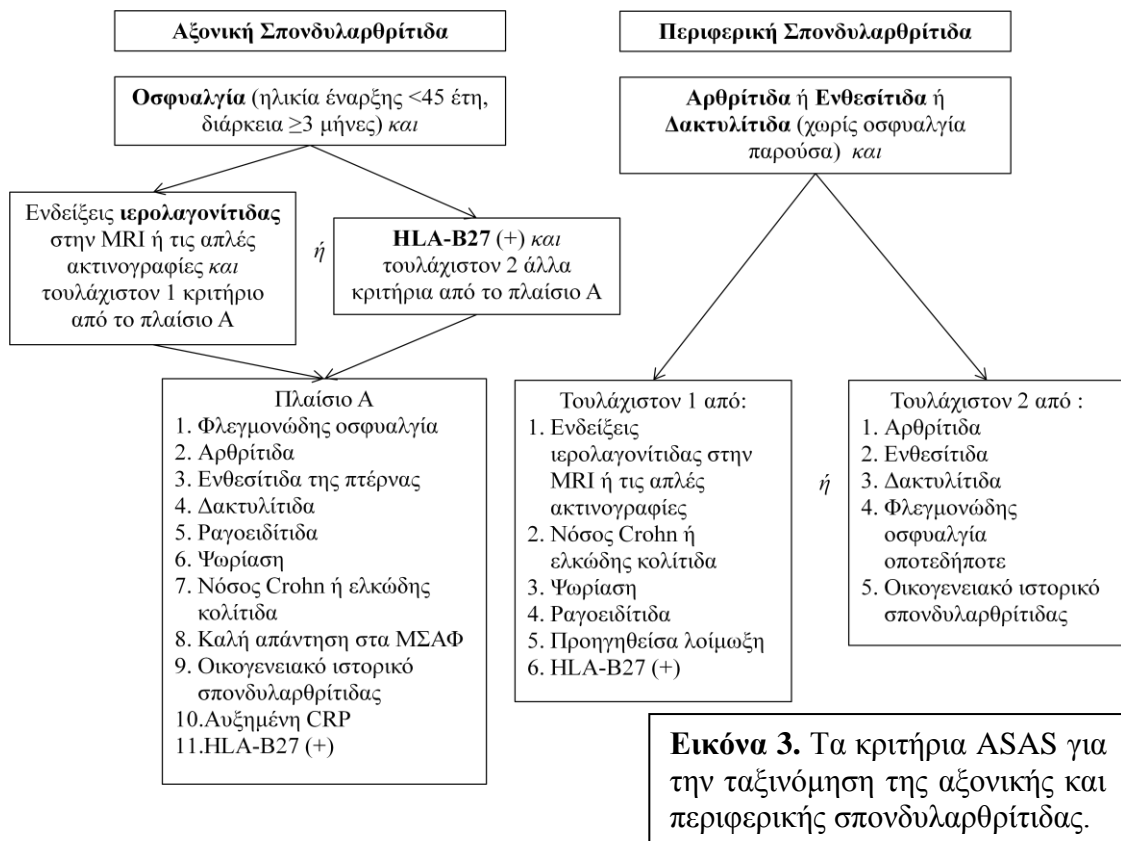 Αξονική Σπονδυλαρθρίτιδα
Περιφερική Σπονδυλαρθρίτιδα
Οσφυαλγία (ηλικία έναρξης <45 έτη,
διάρκεια ≥3 μήνες) και
Αρθρίτιδα ή Ενθεσίτιδα ή
Δακτυλίτιδα (χωρίς οσφυαλγία
παρούσα) και
Ενδείξεις ιερολαγονίτιδας
στην MRI ή τις απλές
ακτινογραφίες και
τουλάχιστον 1 κριτήριο
από το πλαίσιο Α
ή
HLA-B27 (+) και
τουλάχιστον 2 άλλα
κριτήρια από το πλαίσιο Α
Πλαίσιο Α
1. Φλεγμονώδης οσφυαλγία
2. Αρθρίτιδα
3. Ενθεσίτιδα της πτέρνας
4. Δακτυλίτιδα
5. Ραγοειδίτιδα
6. Ψωρίαση
7. Νόσος Crohn ή ελκώδης
κολίτιδα
8. Καλή απάντηση στα ΜΣΑΦ
9. Οικογενειακό ιστορικό
σπονδυλαρθρίτιδας
10.Αυξημένη CRP
11.HLA-B27 (+)
Τουλάχιστον 1 από:
1. Ενδείξεις
ιερολαγονίτιδας στην
MRI ή τις απλές
ακτινογραφίες
2. Νόσος Crohn ή
ελκώδης κολίτιδα
3. Ψωρίαση
4. Ραγοειδίτιδα
5. Προηγηθείσα λοίμωξη
6. HLA-B27 (+)
ή
Τουλάχιστον 2 από :
1. Αρθρίτιδα
2. Ενθεσίτιδα
3. Δακτυλίτιδα
4. Φλεγμονώδης
οσφυαλγία
οποτεδήποτε
5. Οικογενειακό ιστορικό
σπονδυλαρθρίτιδας
Εικόνα 3. Τα κριτήρια ASAS για
την ταξινόμηση της αξονικής και
περιφερικής σπονδυλαρθρίτιδας.